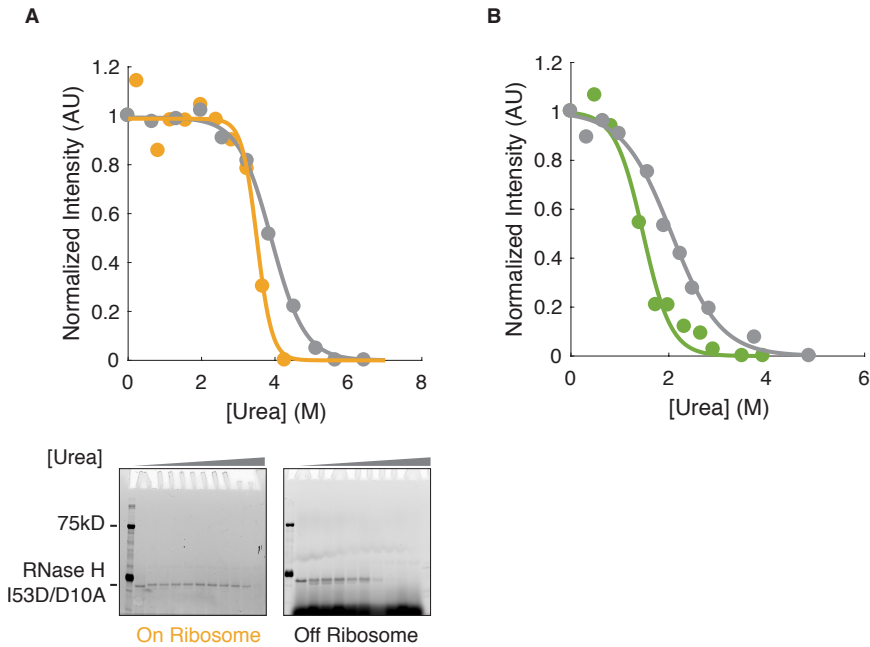 A
B
Normalized Intensity (AU)
1.2
1
0.8
0.6
0.4
0.2
0
0 2 4 6 8
[Urea] (M)
Normalized Intensity (AU)
1.2
1
0.8
0.6
0.4
0.2
0
0 2 4 6
[Urea] (M)
[Urea]
75kD
RNase H
I53D/D10A
On Ribosome
Off Ribosome